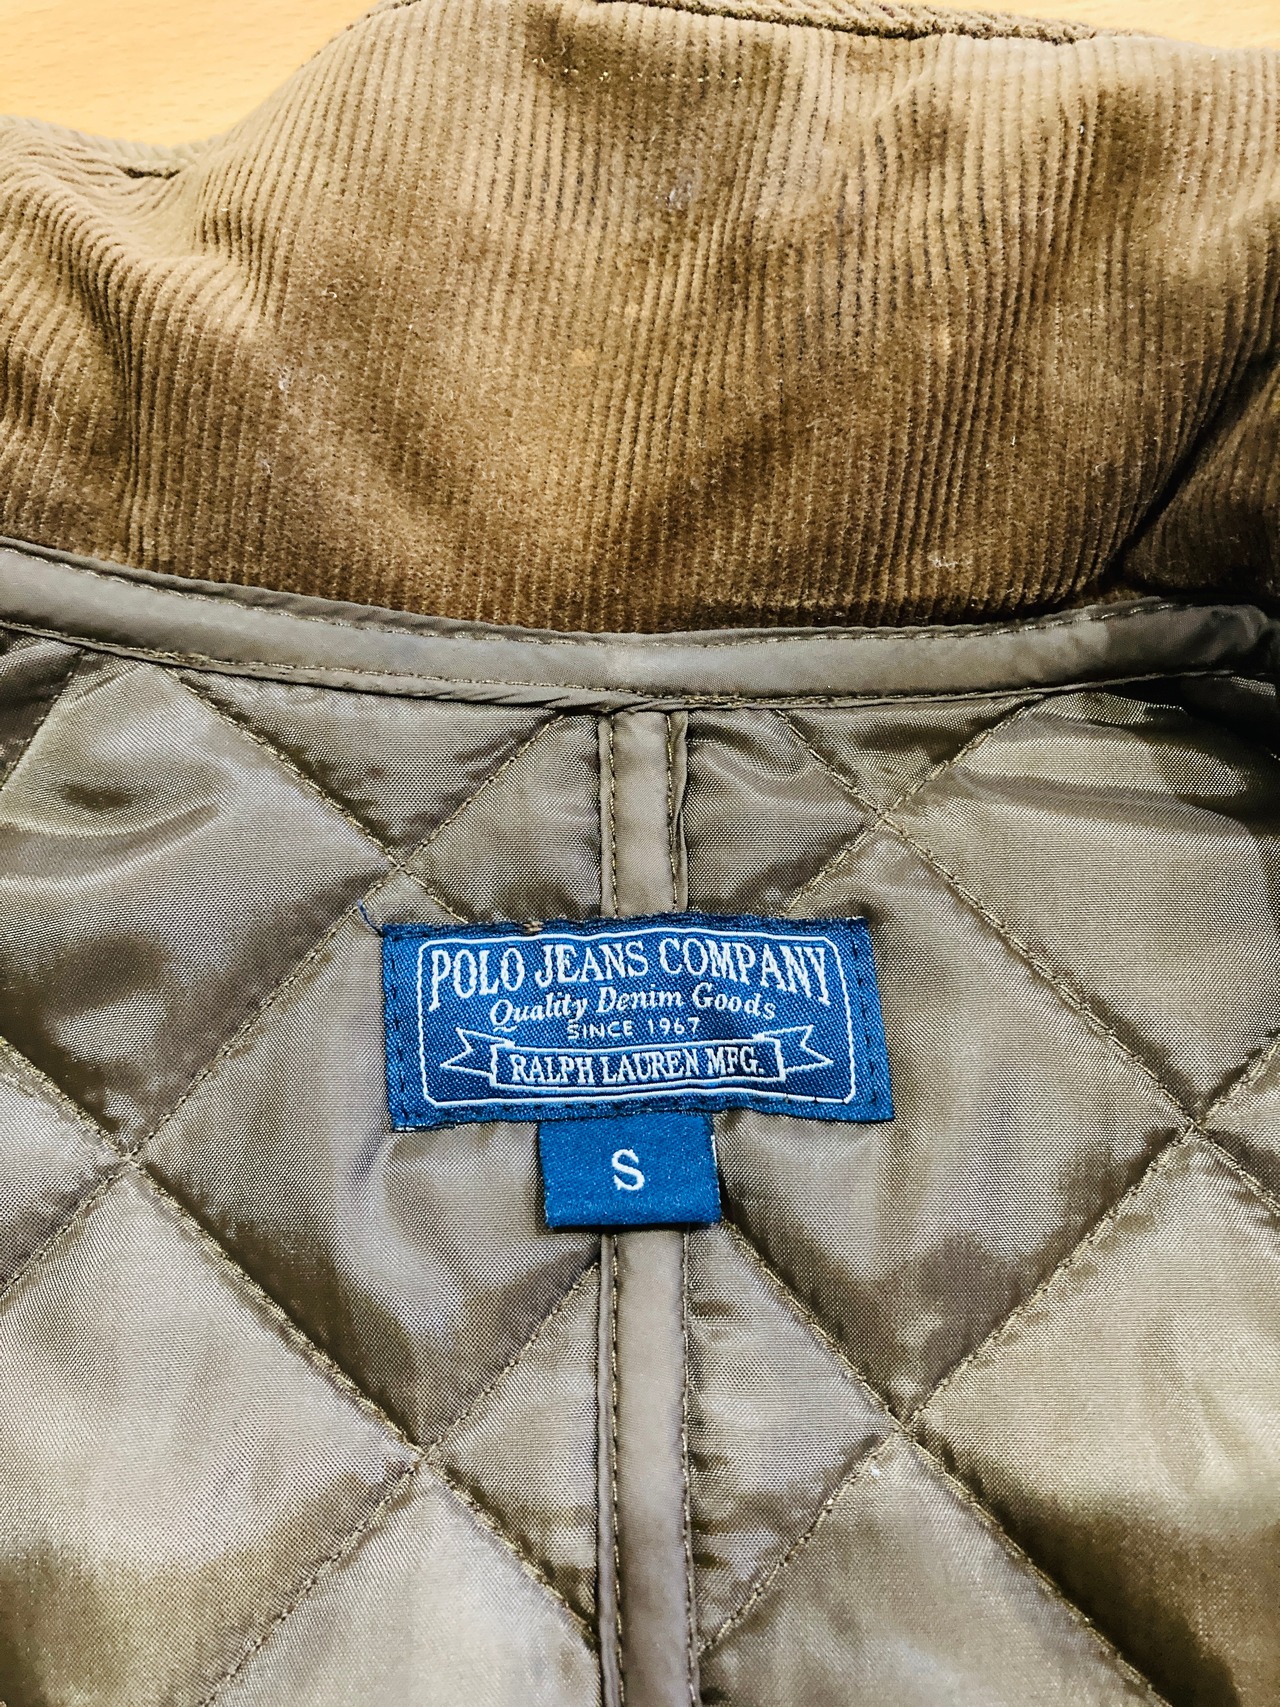 POLO JEANS COMPANY
Quality Denim Goods
SINCE 1967
RALPH LAUREN MFG.
S